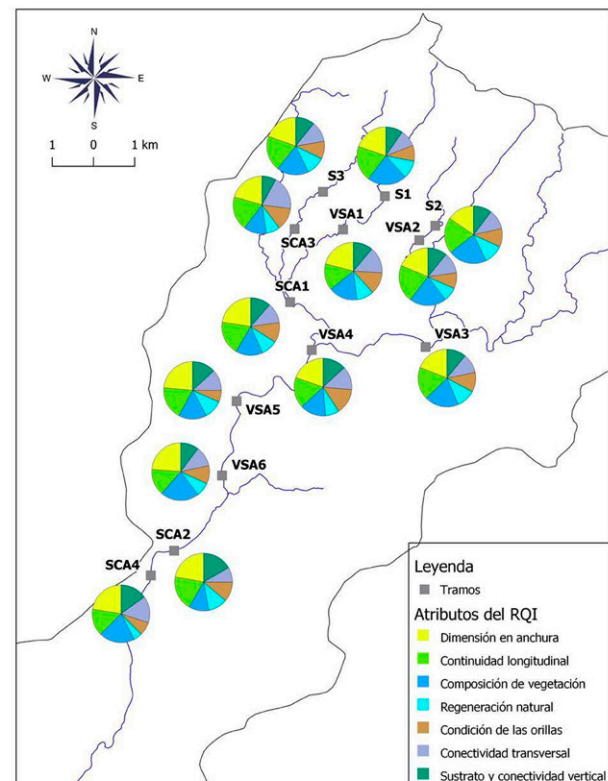 N
W E
S
1 0 1 km
S3
S1
S2
VSA1
VSA2
SCA3
SCA1
VSA4
VSA3
VSA5
VSA6
SCA2
SCA4
Leyenda
Tramos
Atributos del RQI
Dimensión en anchura
Continuidad longitudinal
Composición de vegetación
Regeneración natural
Condición de las orillas
Conectividad transversal
Sustrato y conectividad vertical